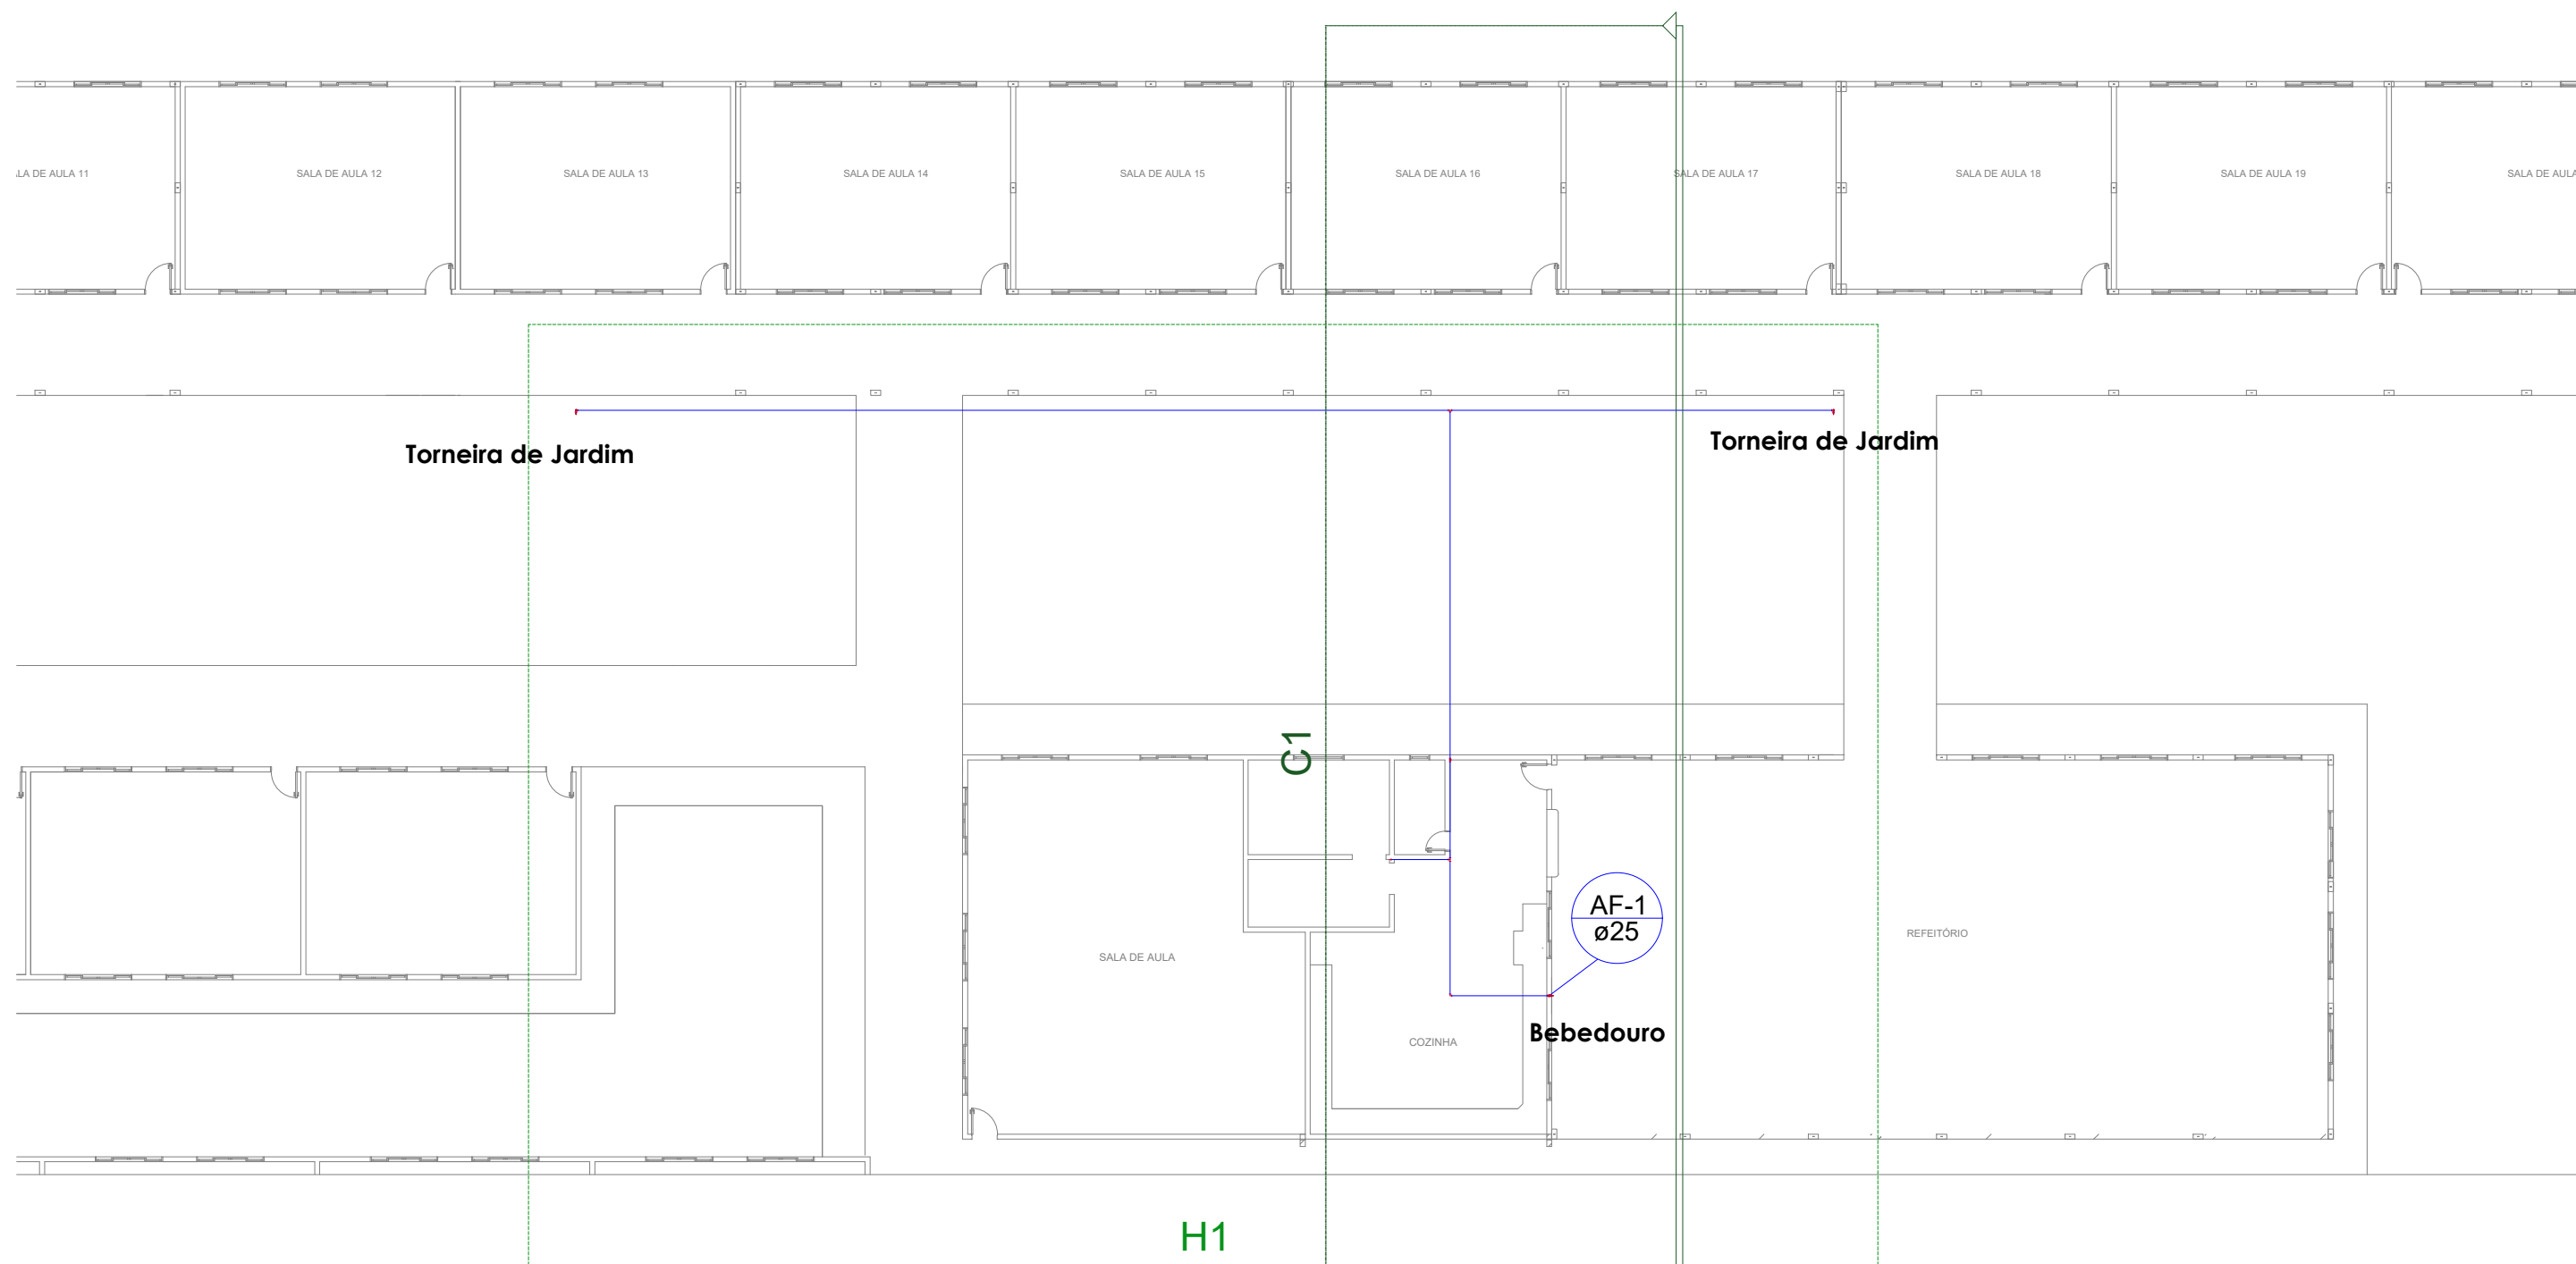 LA DE AULA 11
SALA DE AULA 12
SALA DE AULA 13
SALA DE AULA 14
SALA DE AULA 15
SALA DE AULA 16
SALA DE AULA 17
SALA DE AULA 18
SALA DE AULA 19
SALA DE AULA
Torneira de Jardim
Torneira de Jardim
C1
AF-1
ø25
REFEITÓRIO
SALA DE AULA
Bebedouro
COZINHA
H1